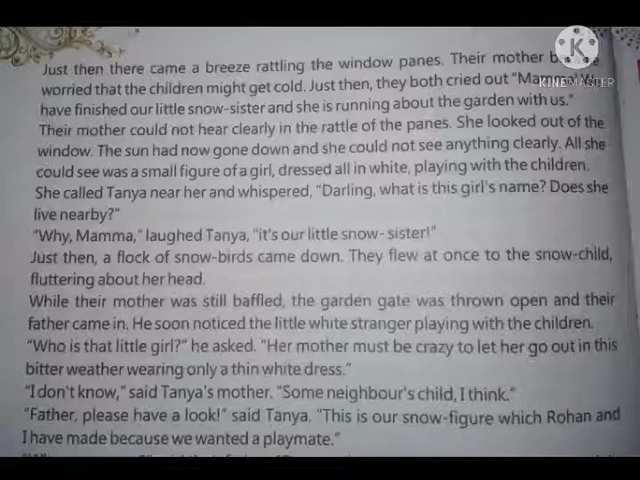 Just then there came a breeze rattling the window panes. Their mother
worried that the children might get cold. Just then, they both cried out "Mamma! We
have finished our little snow-sister and she is running about the garden with us."
Their mother could not hear clearly in the rattle of the panes. She looked out of the
window. The sun had now gone down and she could not see anything clearly. All she
could see was a small figure of a girl, dressed all in white, playing with the children.
She called Tanya near her and whispered, "Darling, what is this girl's name? Does she
live nearby?"
"Why, Mamma," laughed Tanya, "it's our little snow- sister!"
Just then, a flock of snow-birds came down. They flew at once to the snow-child,
fluttering about her head.
While their mother was still baffled, the garden gate was thrown open and their
father came in. He soon noticed the little white stranger playing with the children.
"Who is that little girl?" he asked. "Her mother must be crazy to let her go out in this
bitter weather wearing only a thin white dress."
"I don't know," said Tanya's mother. "Some neighbour's child, I think."
"Father, please have a look!" said Tanya. "This is our snow-figure which Rohan and
I have made because we wanted a playmate."
K
KINEMASTER